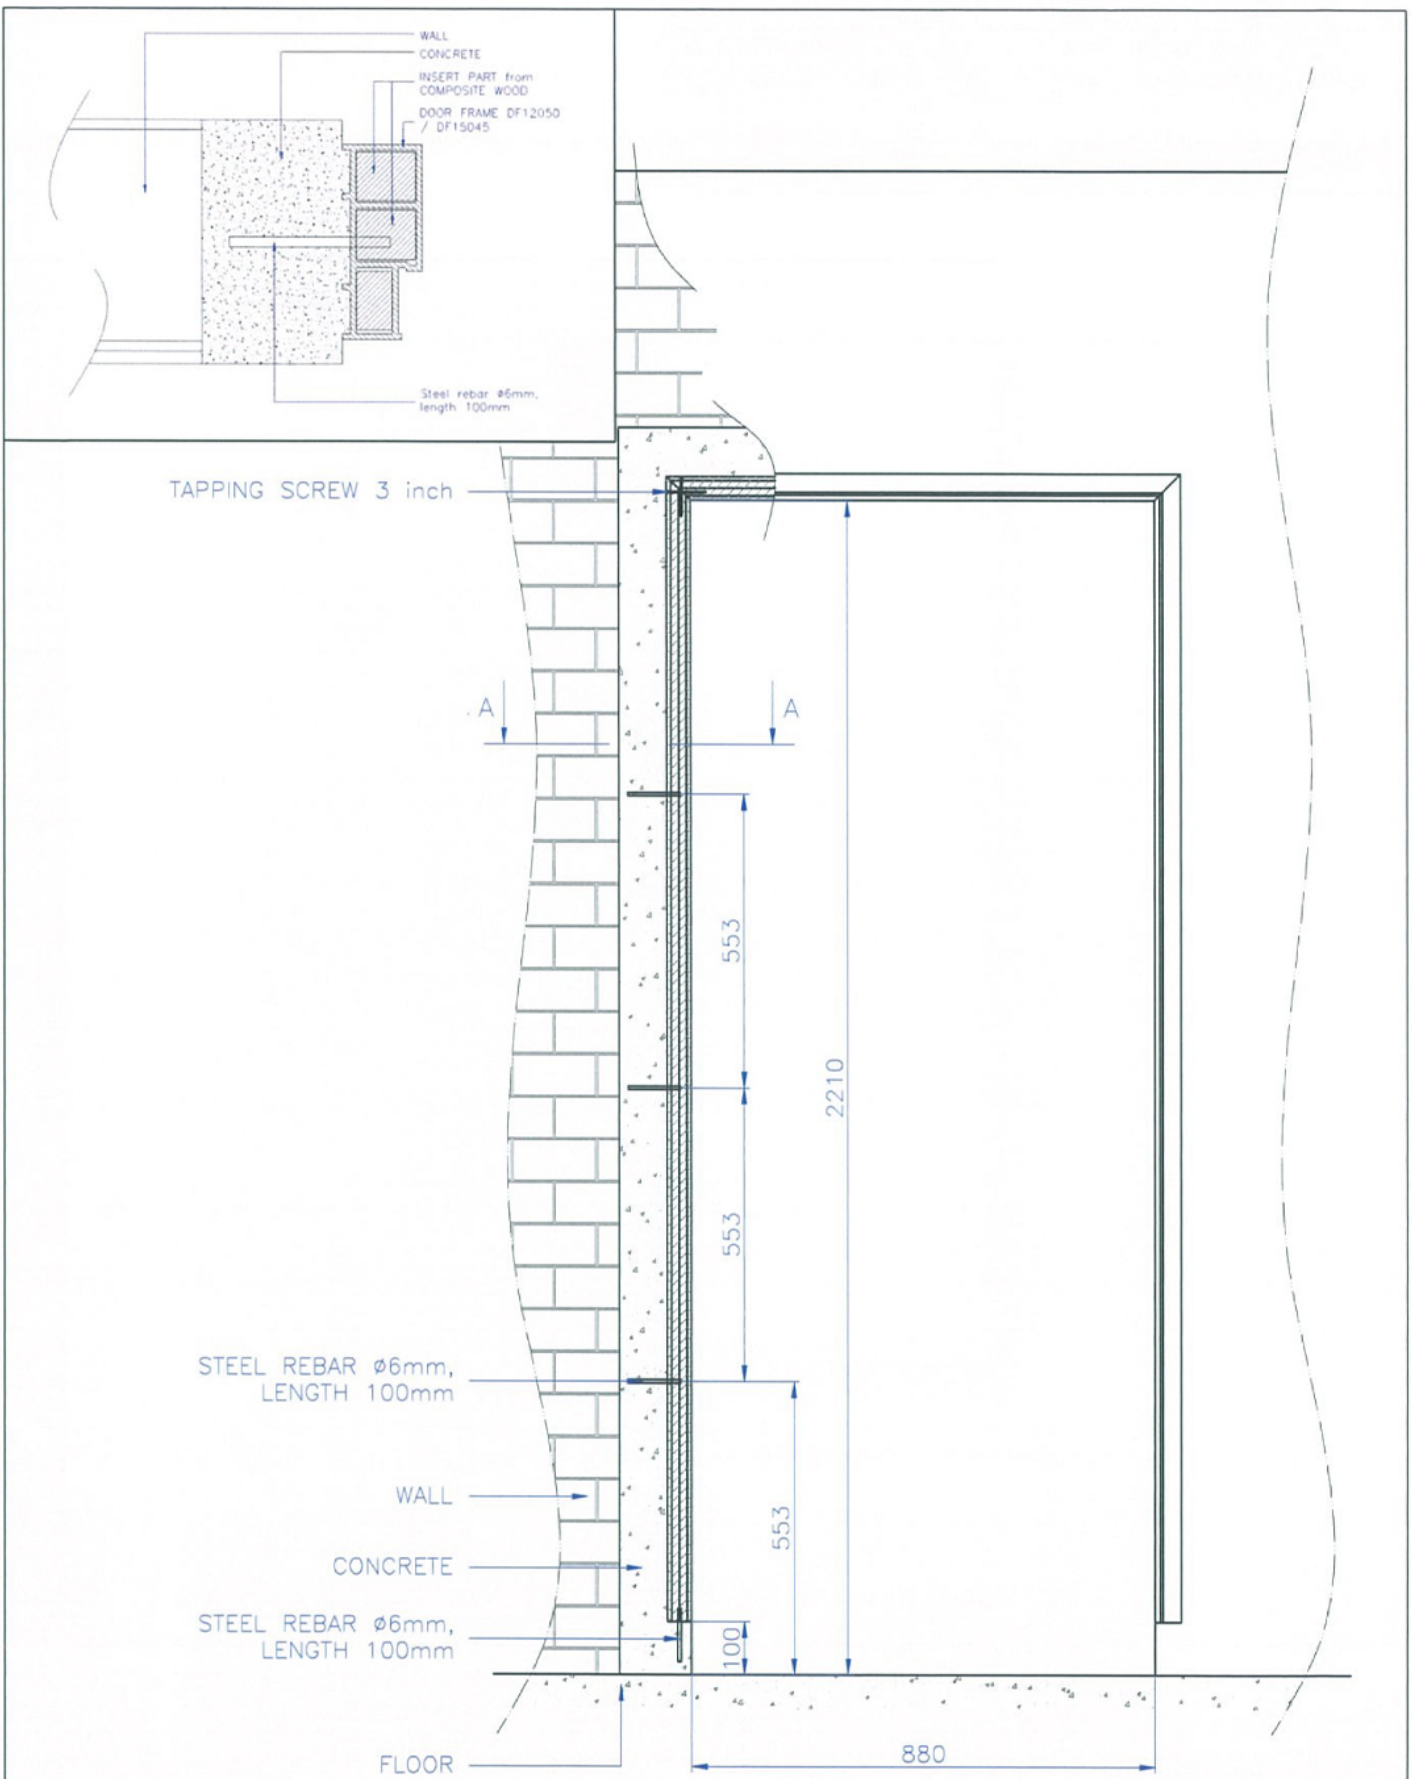 WALL
CONCRETE
INSERT PART from
COMPOSITE WOOD
DOOR FRAME DF12050
/ DF15045
Steel rebar ø6mm,
length 100mm
TAPPING SCREW 3 inch
A
A
553
2210
553
STEEL REBAR ø6mm,
LENGTH 100mm
WALL
553
CONCRETE
STEEL REBAR ø6mm,
LENGTH 100mm
100
880
FLOOR